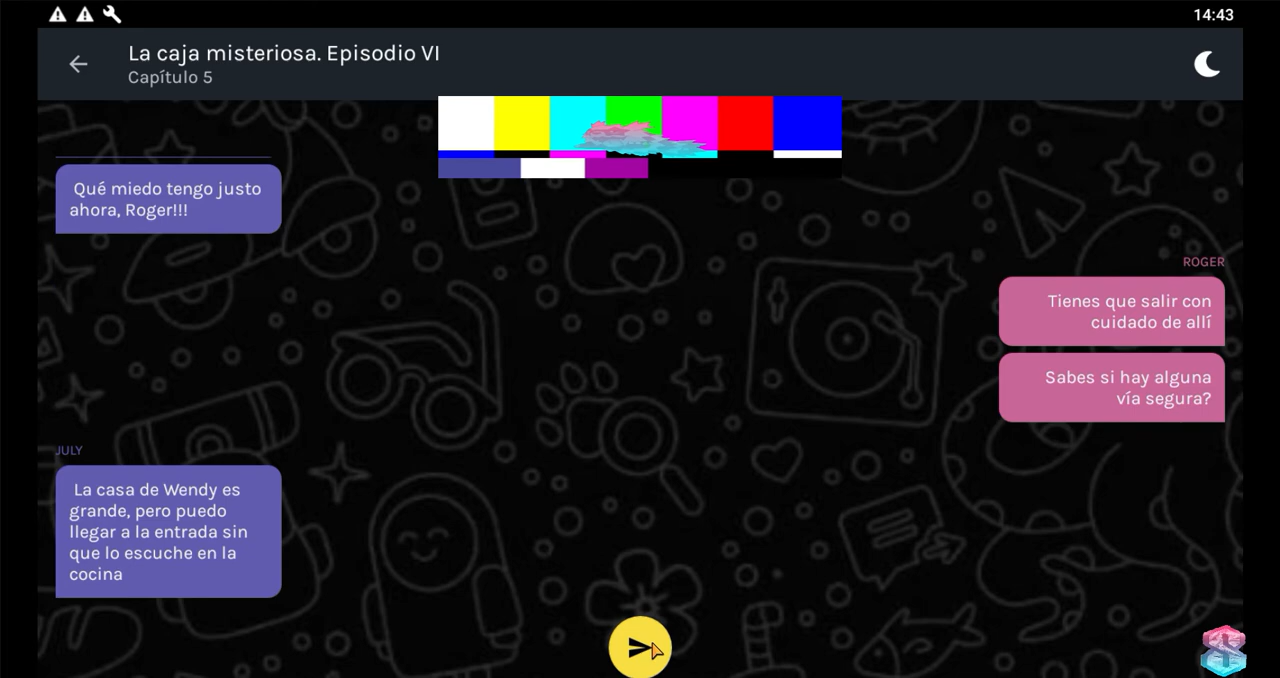 14:43
La caja misteriosa. Episodio VI
Capítulo 5
Qué miedo tengo justo
ahora, Roger!!!
ROGER
Tienes que salir con
cuidado de allí
Sabes si hay alguna
vía segura?
JULY
La casa de Wendy es
grande, pero puedo
llegar a la entrada sin
que lo escuche en la
cocina